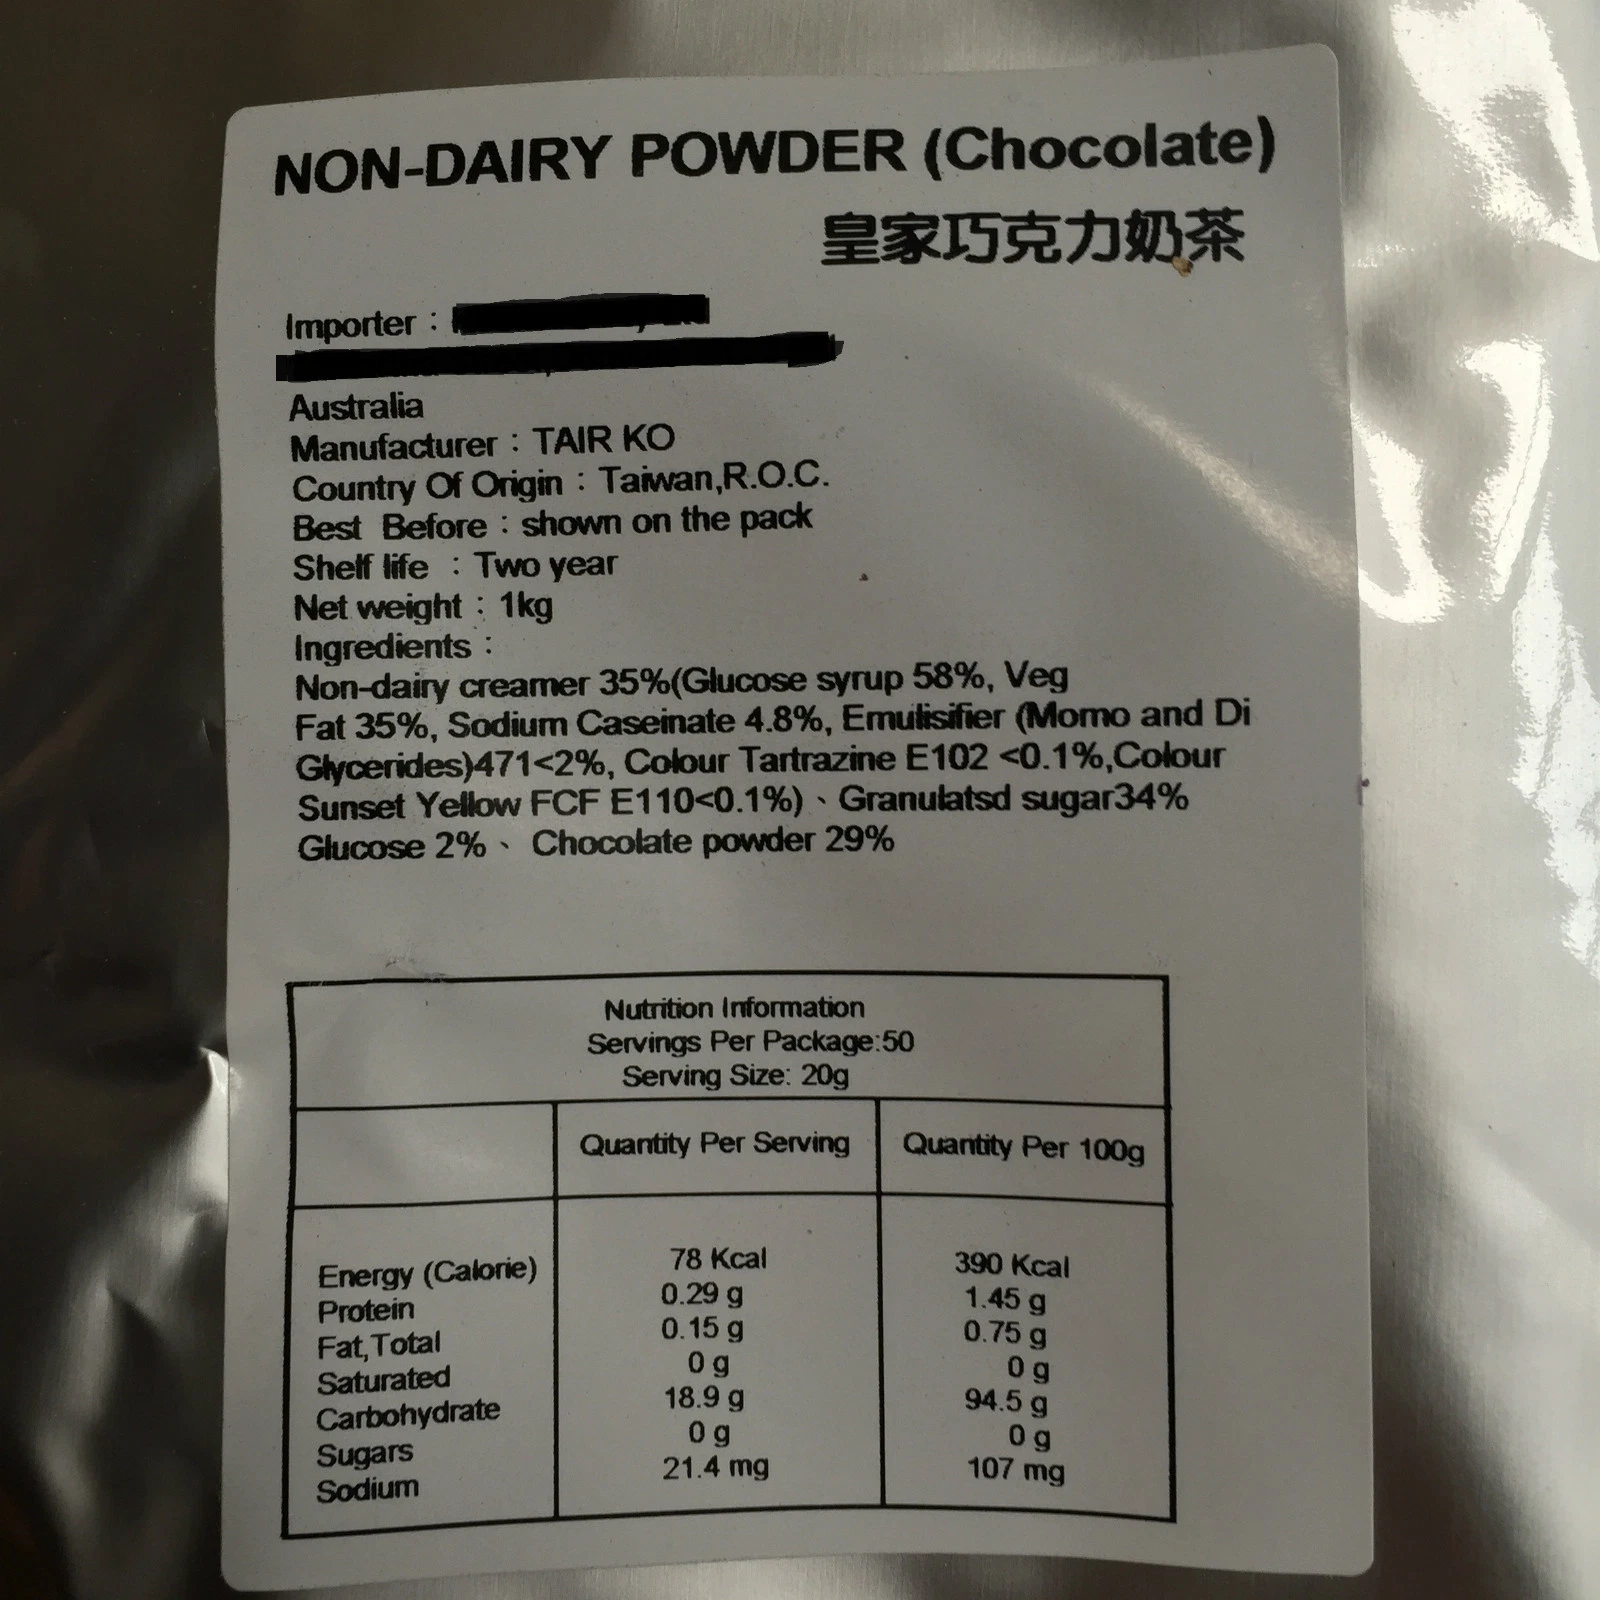 NON-DAIRY POWDER (Chocolate)
皇家巧克力奶茶
Importer：
Australia
Manufacturer：TAIR KO
Country Of Origin：Taiwan,R.O.C.
Best Before：shown on the pack
Shelf life ：Two year
Net weight：1kg
Ingredients：
Non-dairy creamer 35%(Glucose syrup 58%, Veg
Fat 35%, Sodium Caseinate 4.8%, Emulisifier (Momo and Di
Glycerides)471<2%, Colour Tartrazine E102 <0.1%,Colour
Sunset Yellow FCF E110<0.1%)、Granulatsd sugar34%
Glucose 2%、 Chocolate powder 29%
Nutrition Information
Servings Per Package:50
Serving Size: 20g
Quantity Per Serving Quantity Per 100g
Energy (Calorie) 78 Kcal 390 Kcal
Protein 0.29 g 1.45 g
Fat,Total 0.15 g 0.75 g
Saturated 0 g 0 g
Carbohydrate 18.9 g 94.5 g
Sugars 0 g 0 g
Sodium 21.4 mg 107 mg